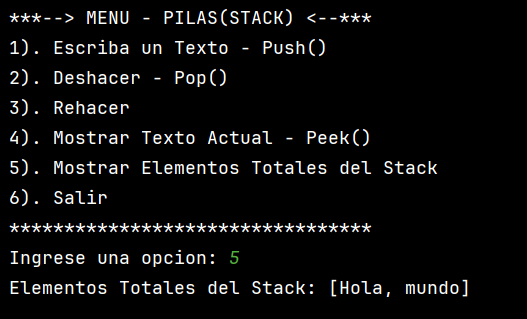 ***--> MENU - PILAS(STACK) <--***
1). Escriba un Texto - Push()
2). Deshacer - Pop()
3). Rehacer
4). Mostrar Texto Actual - Peek()
5). Mostrar Elementos Totales del Stack
6). Salir
*********************************
Ingrese una opcion: 5
Elementos Totales del Stack: [Hola, mundo]